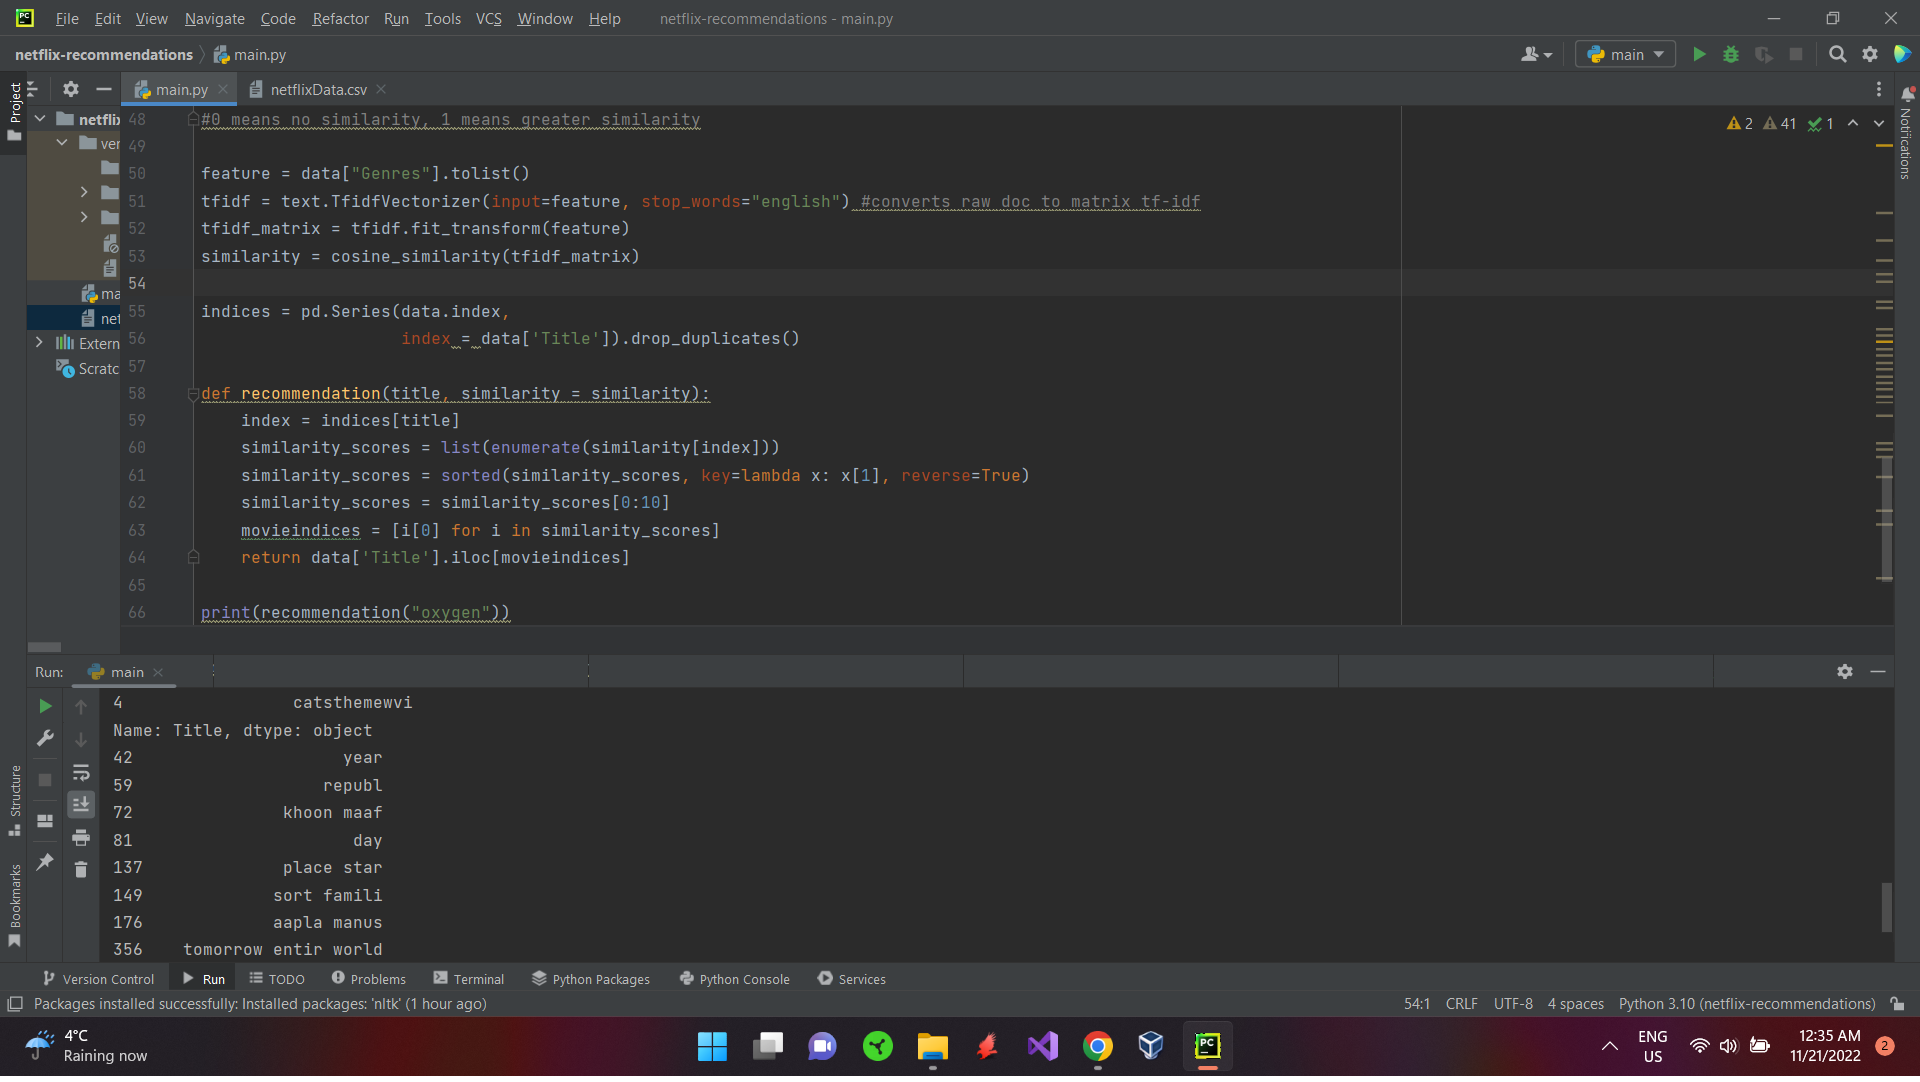 PC File Edit View Navigate Code Refactor Run Tools VCS Window Help netflix-recommendations - main.py
netflix-recommendations main.py main
Project
main.py netflixData.csv
Notifications
netflix
ver
ma
net
Extern
Scratc
2 41 1
48 #0 means no similarity, 1 means greater similarity
49
50 feature = data["Genres"].tolist()
51 tfidf = text.TfidfVectorizer(input=feature, stop_words="english") #converts raw doc to matrix tf-idf
52 tfidf_matrix = tfidf.fit_transform(feature)
53 similarity = cosine_similarity(tfidf_matrix)
54
55 indices = pd.Series(data.index,
56 index = data['Title']).drop_duplicates()
57
58 def recommendation(title, similarity = similarity):
59 index = indices[title]
60 similarity_scores = list(enumerate(similarity[index]))
61 similarity_scores = sorted(similarity_scores, key=lambda x: x[1], reverse=True)
62 similarity_scores = similarity_scores[0:10]
63 movieindices = [i[0] for i in similarity_scores]
64 return data['Title'].iloc[movieindices]
65
66 print(recommendation("oxygen"))
Run: main
4 catsthemewvi
Name: Title, dtype: object
42 year
59 republ
72 khoon maaf
81 day
137 place star
149 sort famili
176 aapla manus
356 tomorrow entir world
Structure
Bookmarks
Version Control Run TODO Problems Terminal Python Packages Python Console Services
Packages installed successfully: Installed packages: 'nltk' (1 hour ago) 54:1 CRLF UTF-8 4 spaces Python 3.10 (netflix-recommendations)
4°C
Raining now
PC
ENG
US
12:35 AM
11/21/2022
2